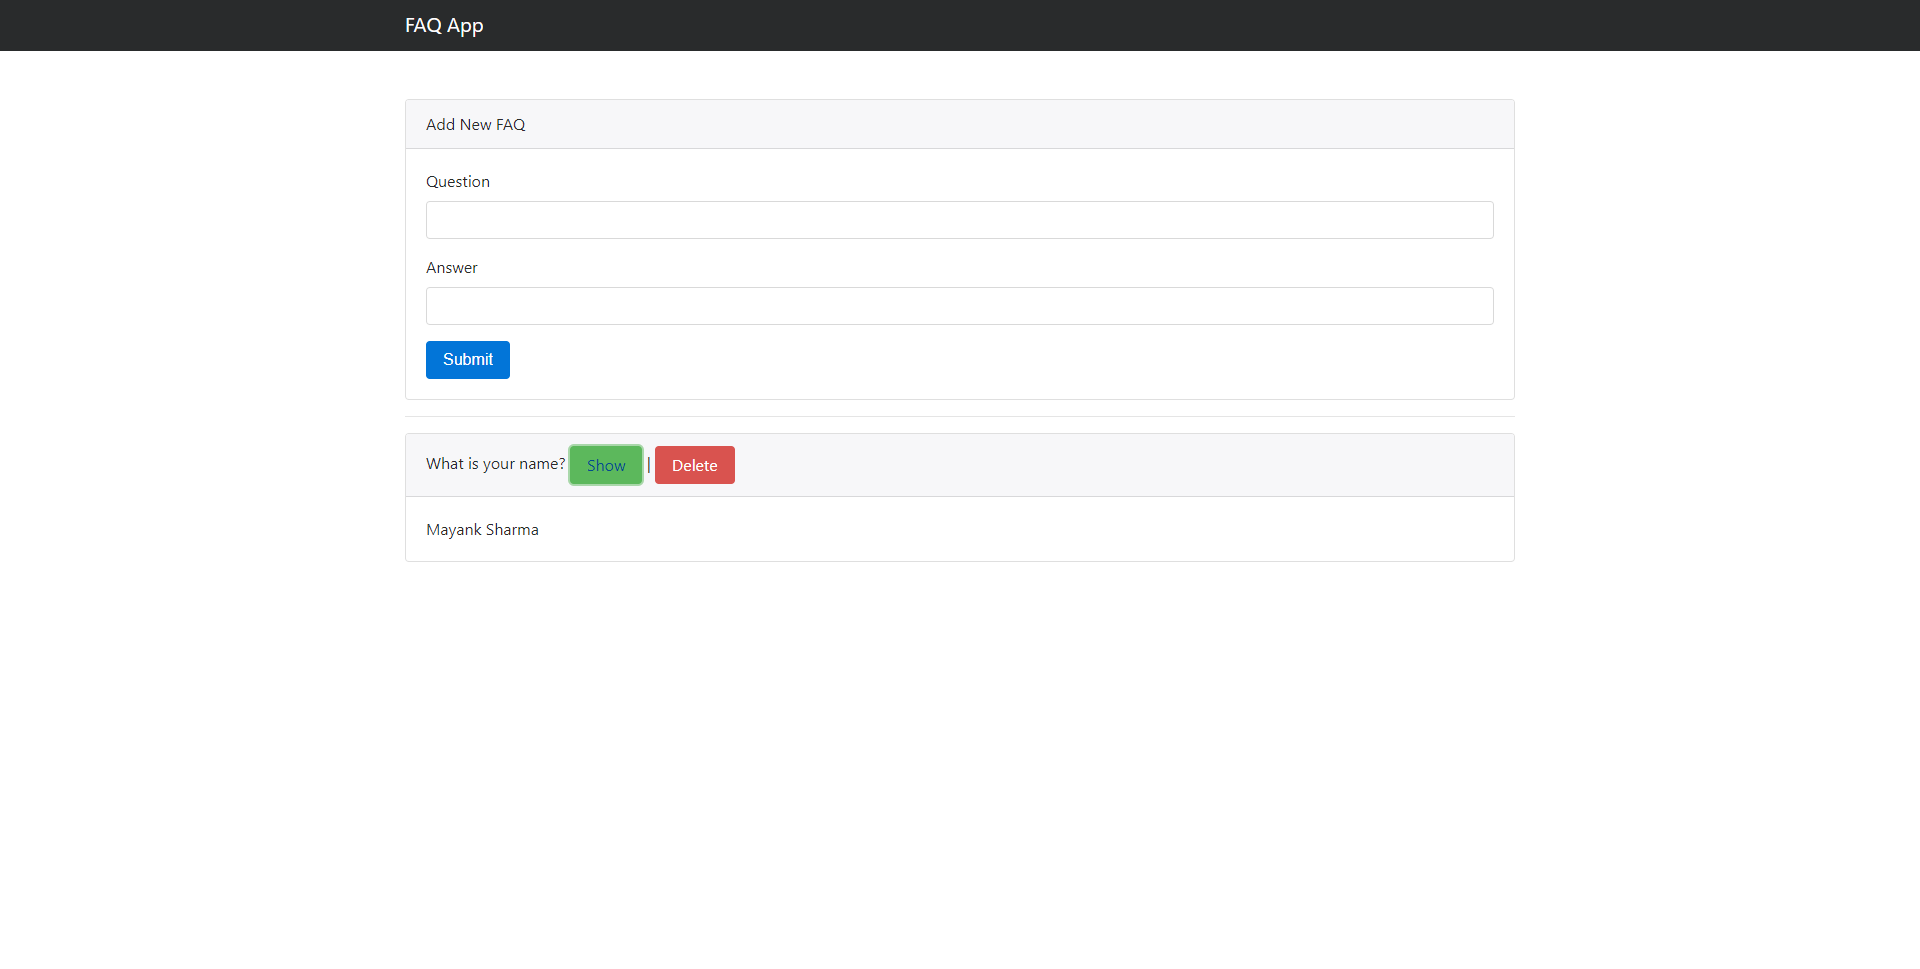 FAQ App
Add New FAQ
Question
Answer
Submit
What is your name? Show | Delete
Mayank Sharma